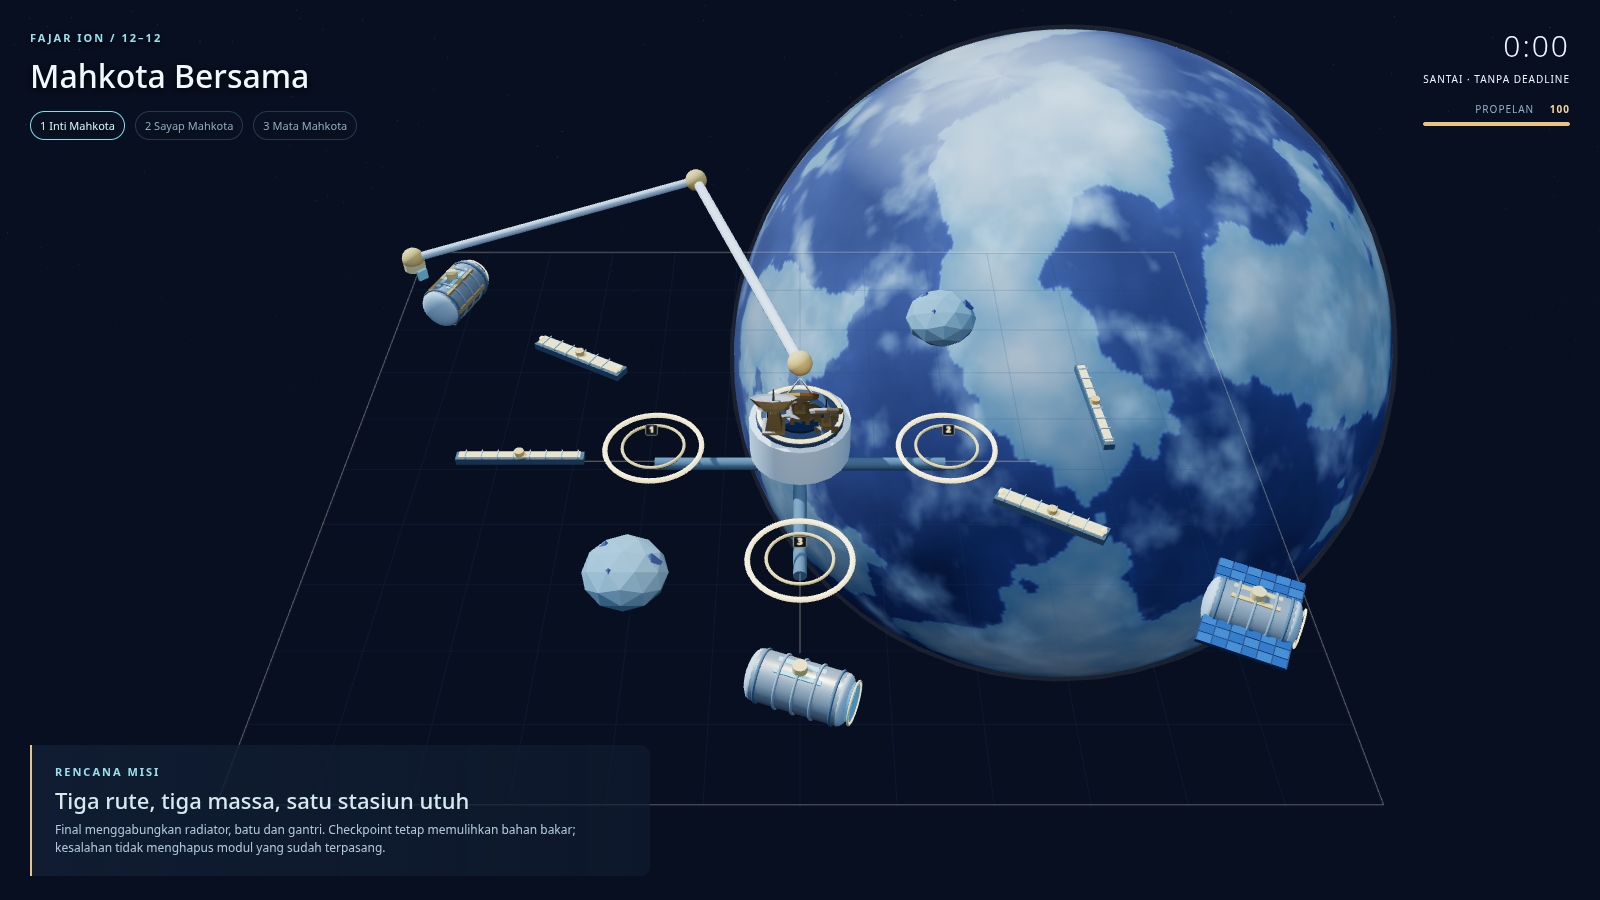 FAJAR ION / 12–12
Mahkota Bersama
1 Inti Mahkota
2 Sayap Mahkota
3 Mata Mahkota
0:00
SANTAI · TANPA DEADLINE
PROPELAN 100
1
2
3
RENCANA MISI
Tiga rute, tiga massa, satu stasiun utuh
Final menggabungkan radiator, batu dan gantri. Checkpoint tetap memulihkan bahan bakar;
kesalahan tidak menghapus modul yang sudah terpasang.